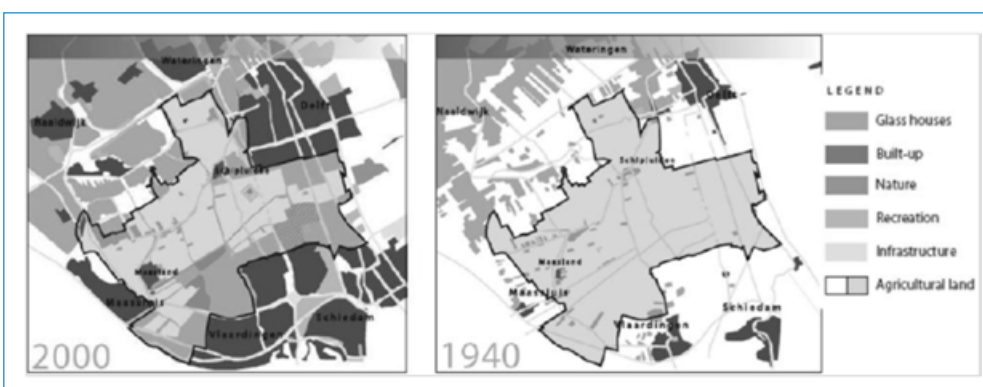 Wateringen
Delft
Naaldwijk
Schipluiden
Maasland
Maassluis
Vlaardingen
Schiedam
2000
Wateringen
Delft
Naaldwijk
Schipluiden
Maasland
Maassluis
Vlaardingen
Schiedam
1940
LEGEND
Glass houses
Built-up
Nature
Recreation
Infrastructure
Agricultural land